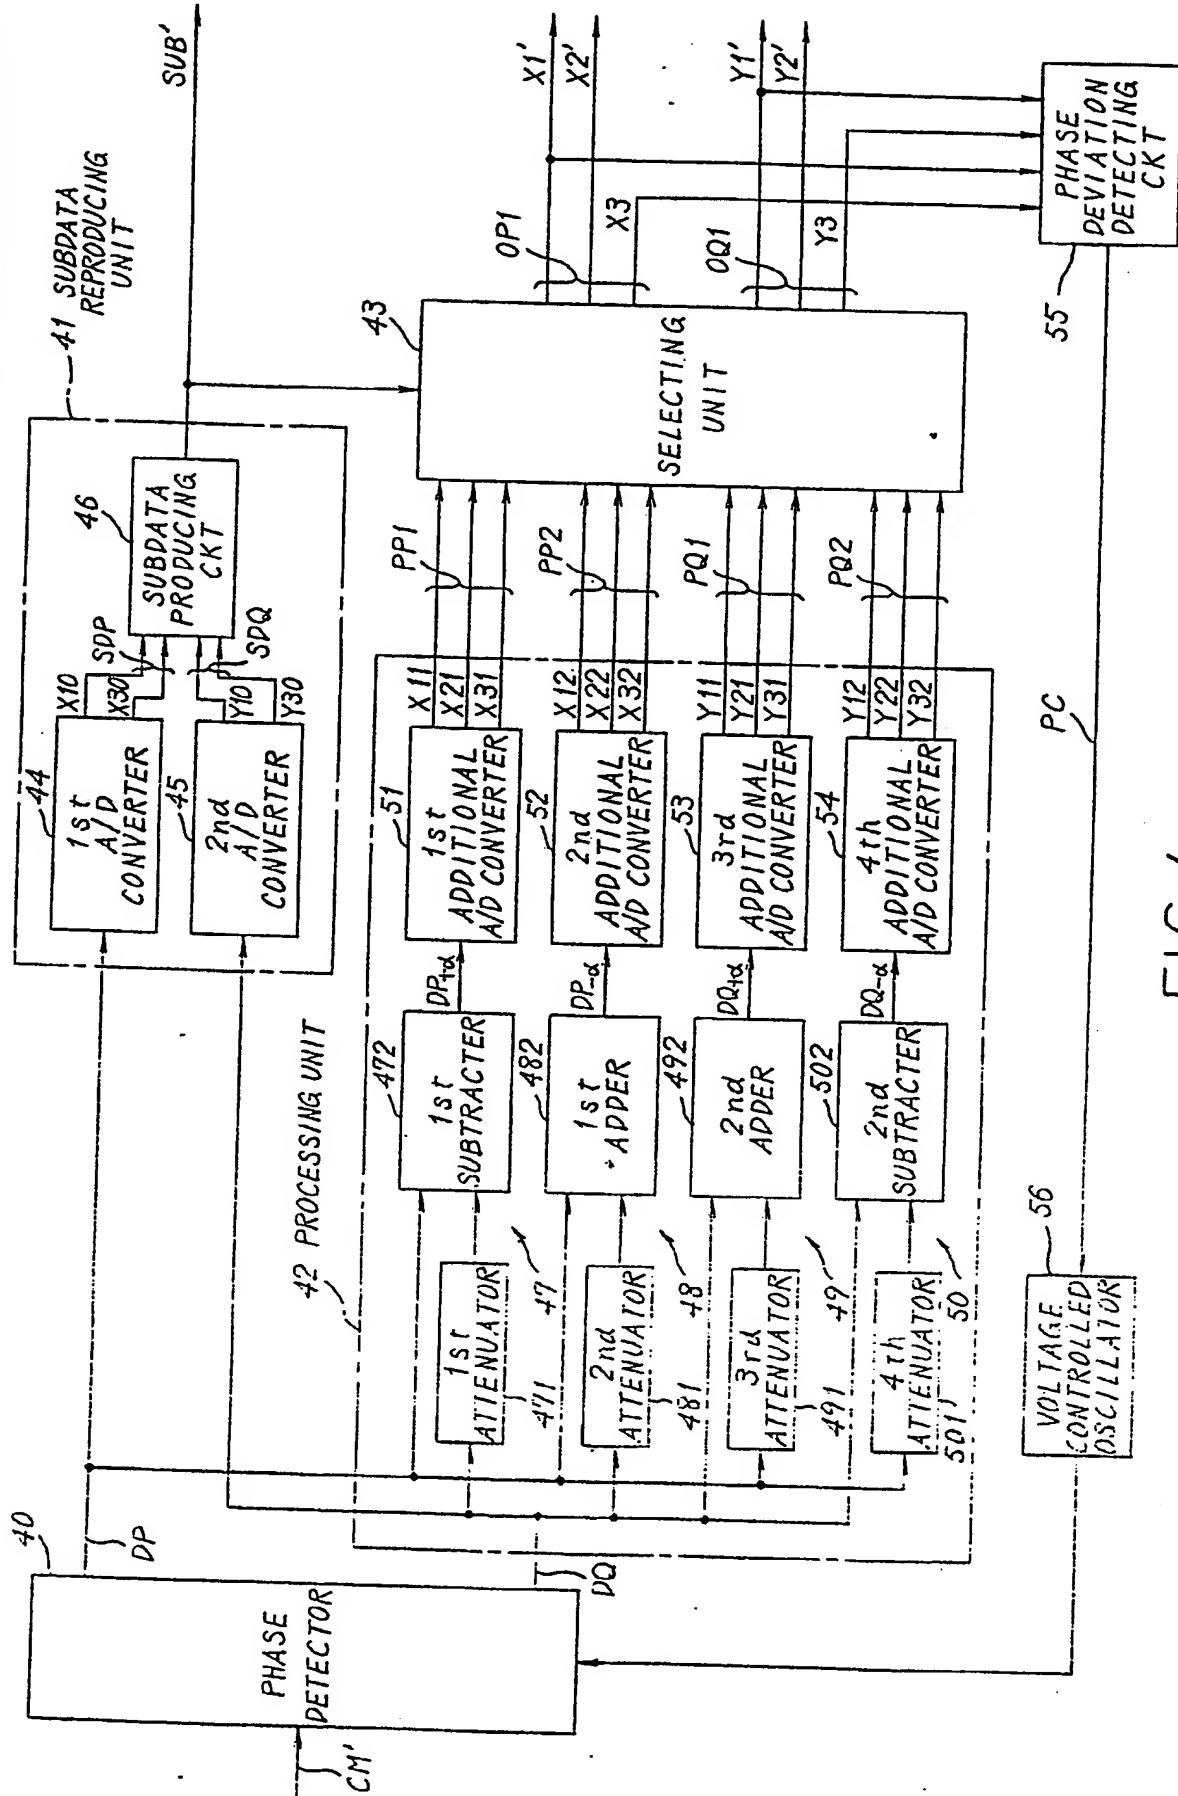 40
PHASE
DETECTOR
CM'
DP
DQ
41 SUBDATA
REPRODUCING
UNIT
44
1st
A/D
CONVERTER
45
2nd
A/D
CONVERTER
X10
X30
SDP
Y10
Y30
SDQ
46
SUBDATA
PRODUCING
CKT
SUB'
42 PROCESSING UNIT
1st
ATTENUATOR
471
47
472
1st
SUBTRACTER
DP+α
51
1st
ADDITIONAL
A/D CONVERTER
X11
X21
X31
PP1
2nd
ATTENUATOR
481
48
482
1st
ADDER
DP-α
52
2nd
ADDITIONAL
A/D CONVERTER
X12
X22
X32
PP2
3rd
ATTENUATOR
491
49
492
2nd
ADDER
DQ+α
53
3rd
ADDITIONAL
A/D CONVERTER
Y11
Y21
Y31
PQ1
4th
ATTENUATOR
501'
50
502
2nd
SUBTRACTER
DQ-α
54
4th
ADDITIONAL
A/D CONVERTER
Y12
Y22
Y32
PQ2
43
SELECTING
UNIT
OP1
X1'
X2'
X3
OQ1
Y1'
Y2'
Y3
PHASE
DEVIATION
DETECTING
CKT
55
PC
56
VOLTAGE
CONTROLLED
OSCILLATOR